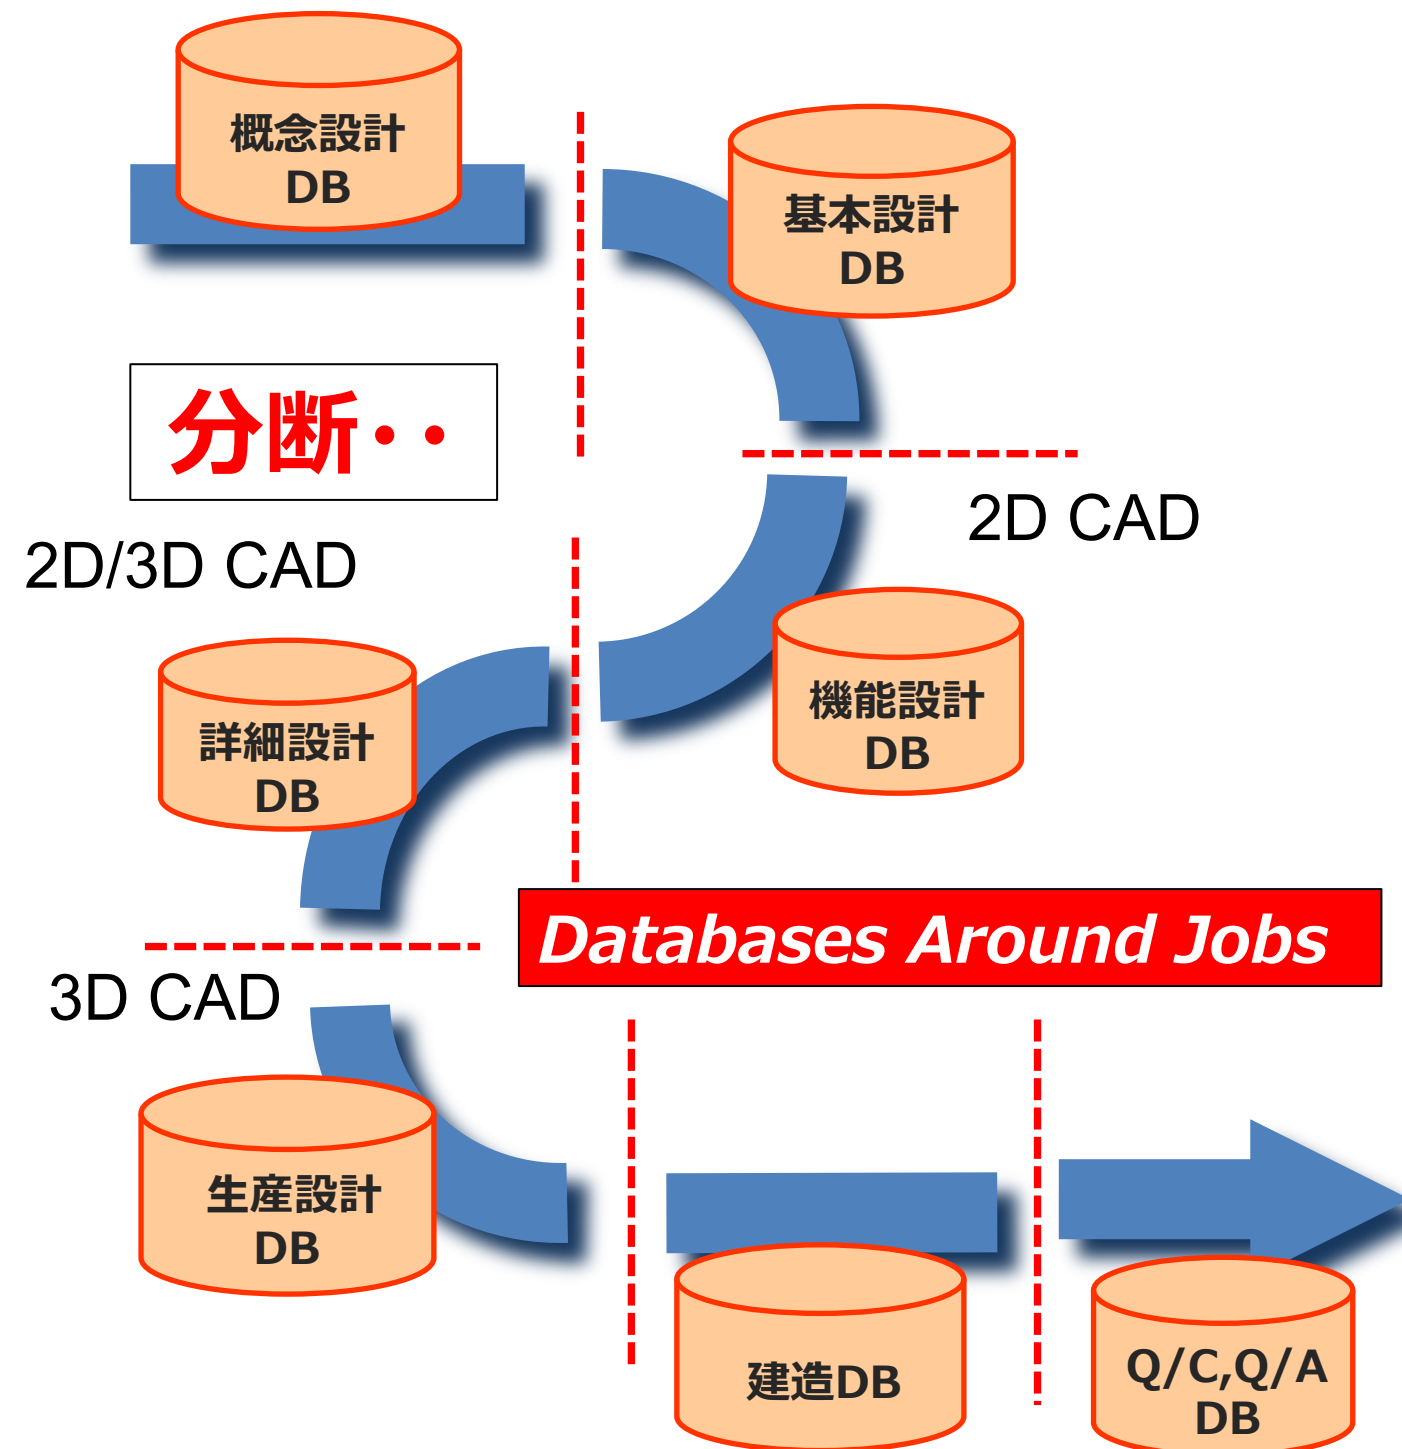 概念設計
DB
基本設計
DB
分断・・
2D CAD
2D/3D CAD
機能設計
DB
詳細設計
DB
Databases Around Jobs
3D CAD
生産設計
DB
建造DB
Q/C,Q/A
DB